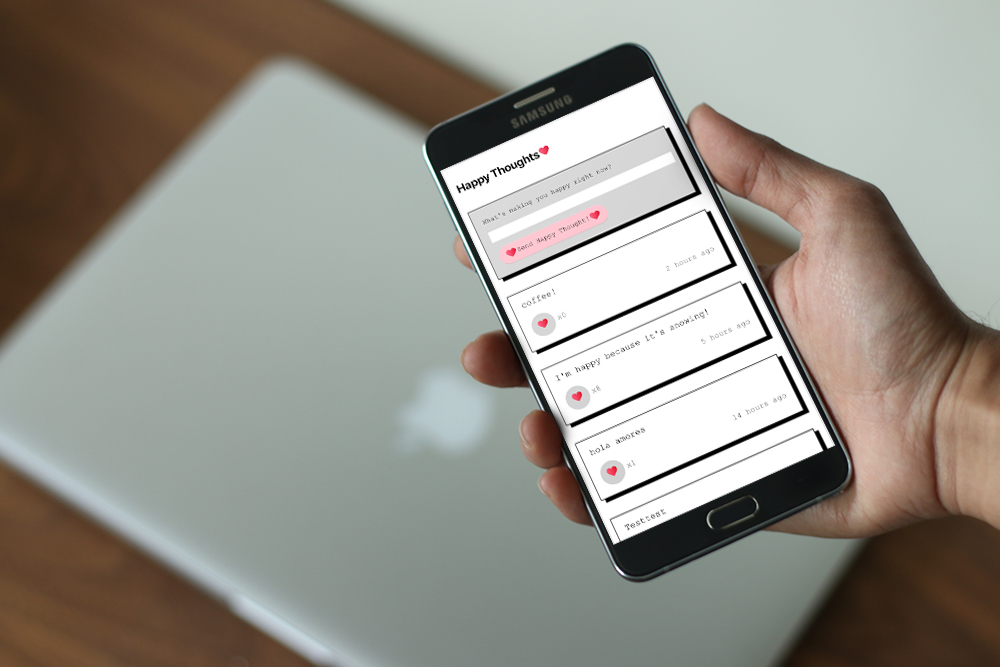 SAMSUNG
Happy Thoughts❤️
What's making you happy right now?
❤️Send Happy Thought!❤️
coffee!
❤️ x0
2 hours ago
I'm happy because it's snowing!
❤️ x6
5 hours ago
hola amores
❤️ x1
14 hours ago
Testtest